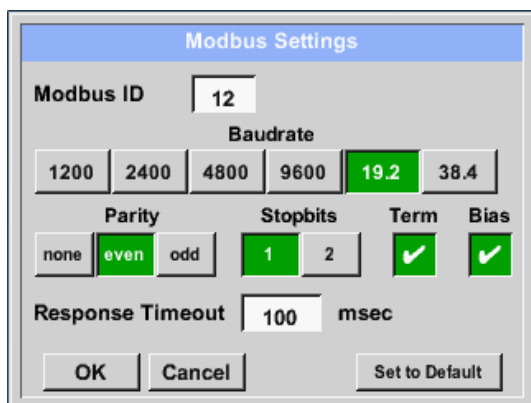 Modbus Settings
Modbus ID 12
Baudrate
1200 2400 4800 9600 19.2 38.4
Parity Stopbits Term Bias
none even odd 1 2
Response Timeout 100 msec
OK Cancel Set to Default